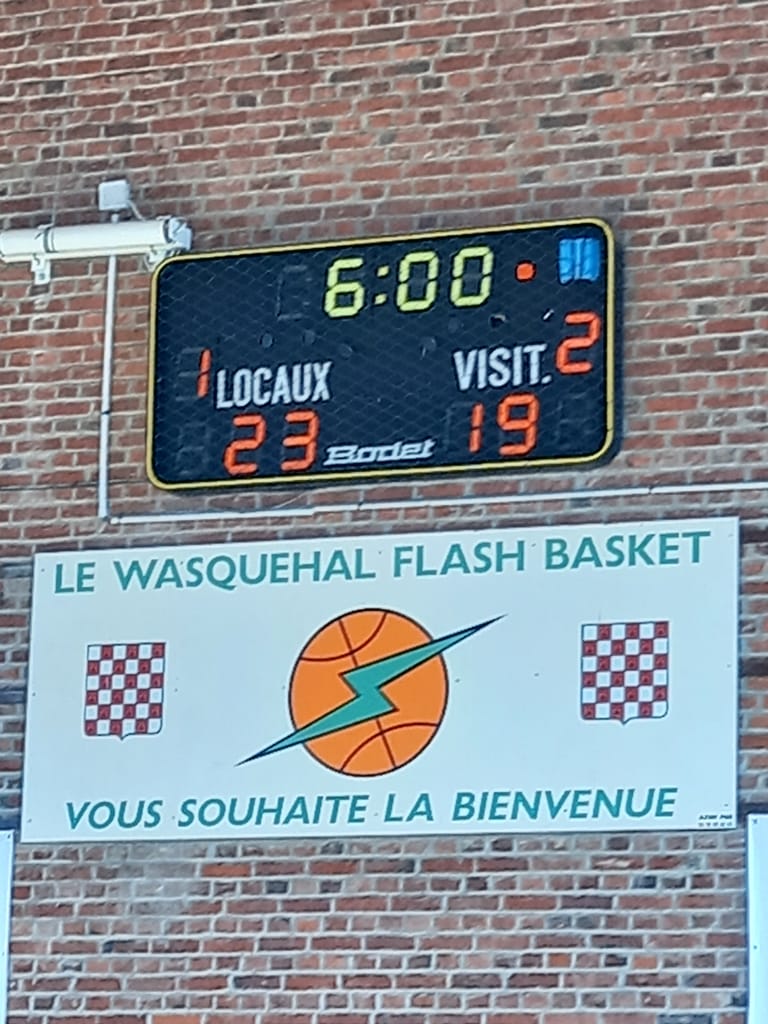 6:00
1 LOCAUX VISIT. 2
23 Bodet 19
LE WASQUEHAL FLASH BASKET
VOUS SOUHAITE LA BIENVENUE